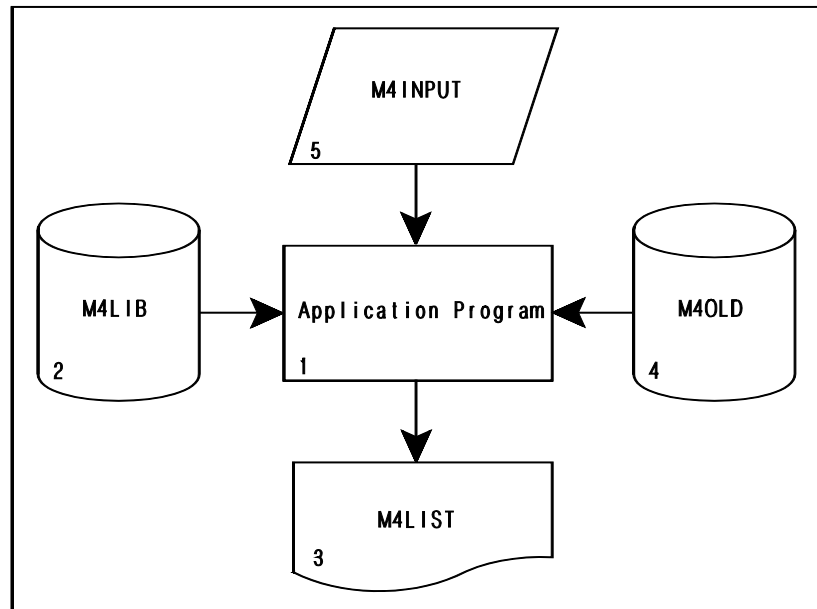 M4INPUT
5
M4LIB
2
Application Program
1
M4OLD
4
M4LIST
3